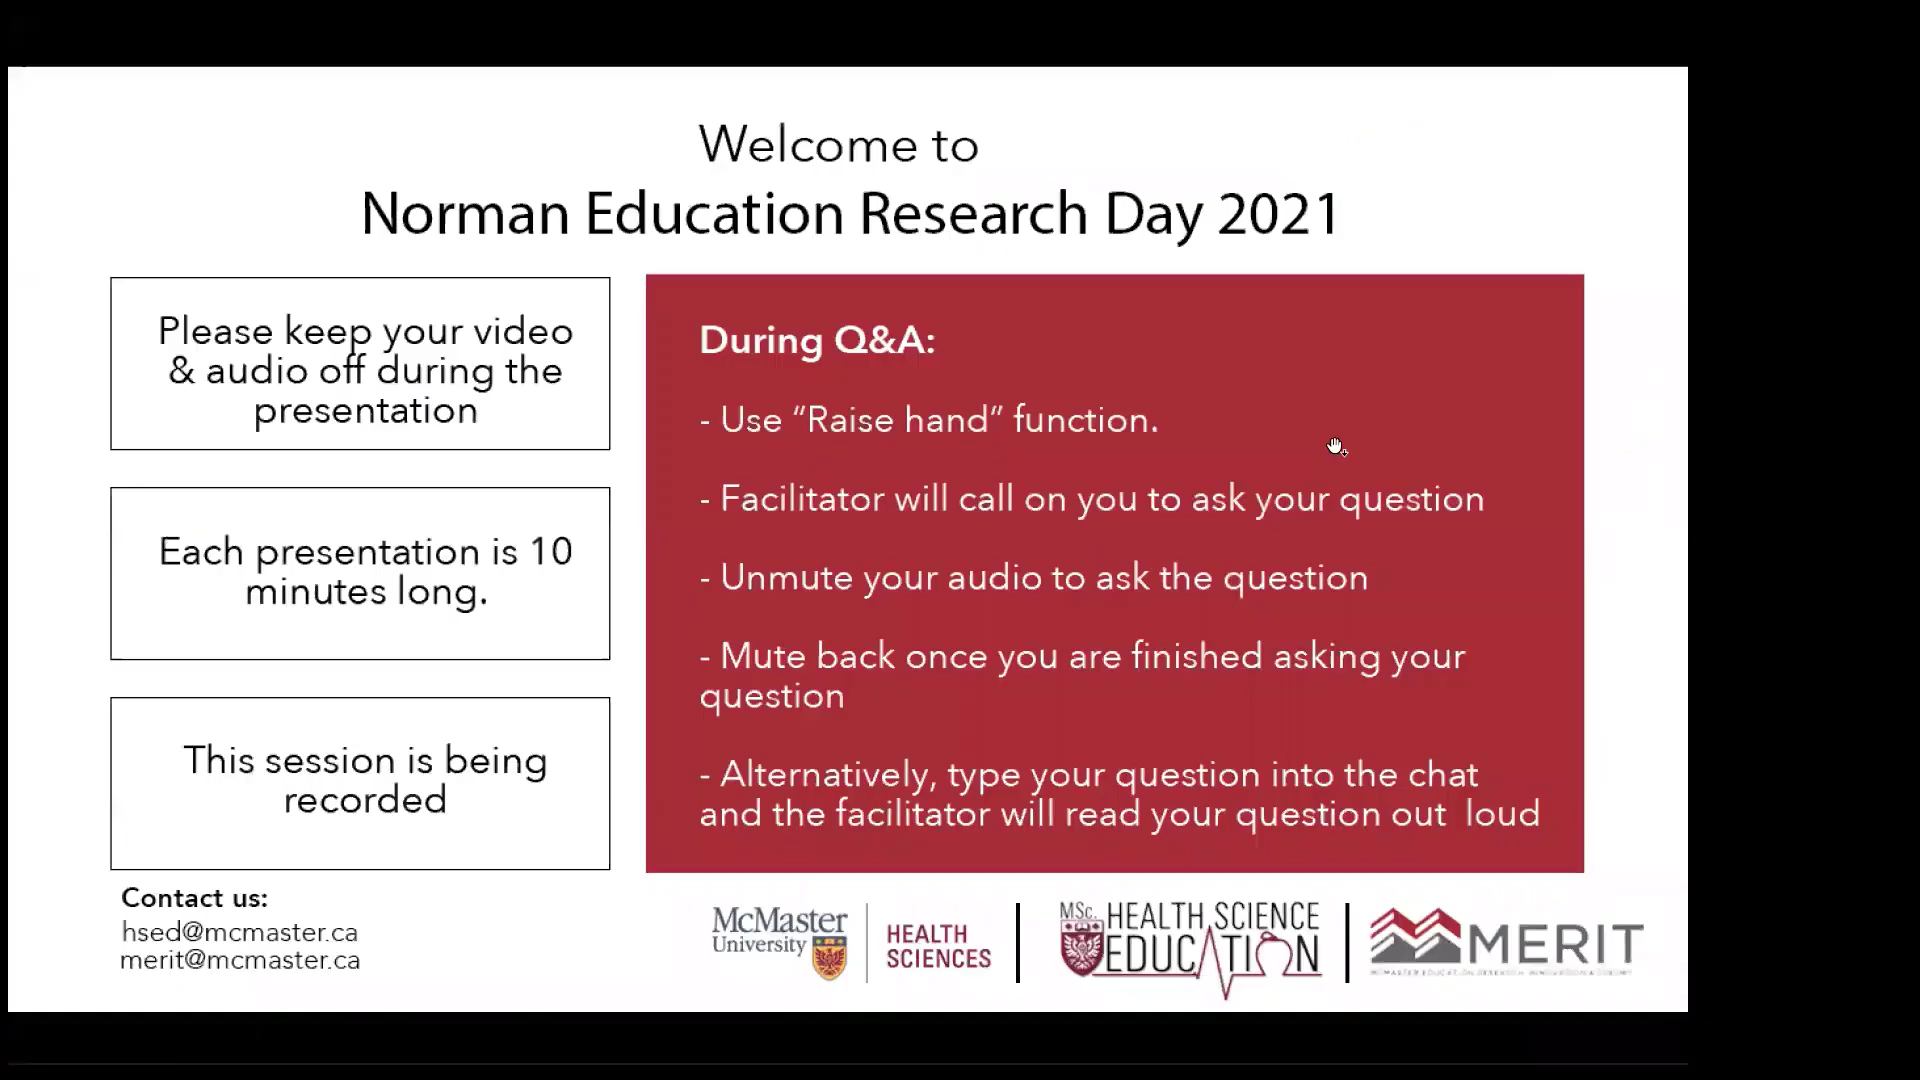 Welcome to
Norman Education Research Day 2021
Please keep your video
& audio off during the
presentation
Each presentation is 10
minutes long.
This session is being
recorded
During Q&A:
- Use “Raise hand” function.
- Facilitator will call on you to ask your question
- Unmute your audio to ask the question
- Mute back once you are finished asking your
question
- Alternatively, type your question into the chat
and the facilitator will read your question out  loud
Contact us:
hsed@mcmaster.ca
merit@mcmaster.ca
McMaster
University
HEALTH
SCIENCES
MSc. HEALTH SCIENCE
EDUCATION
MERIT